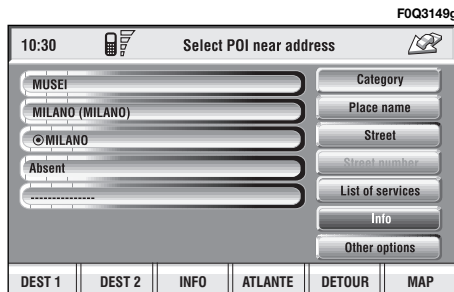 F0Q3149g
10:30 Select POI near address
MUSEI
Category
MILANO (MILANO)
Place name
MILANO
Street
Absent
Street number
---------------
List of services
Info
Other options
DEST 1 DEST 2 INFO ATLANTE DETOUR MAP